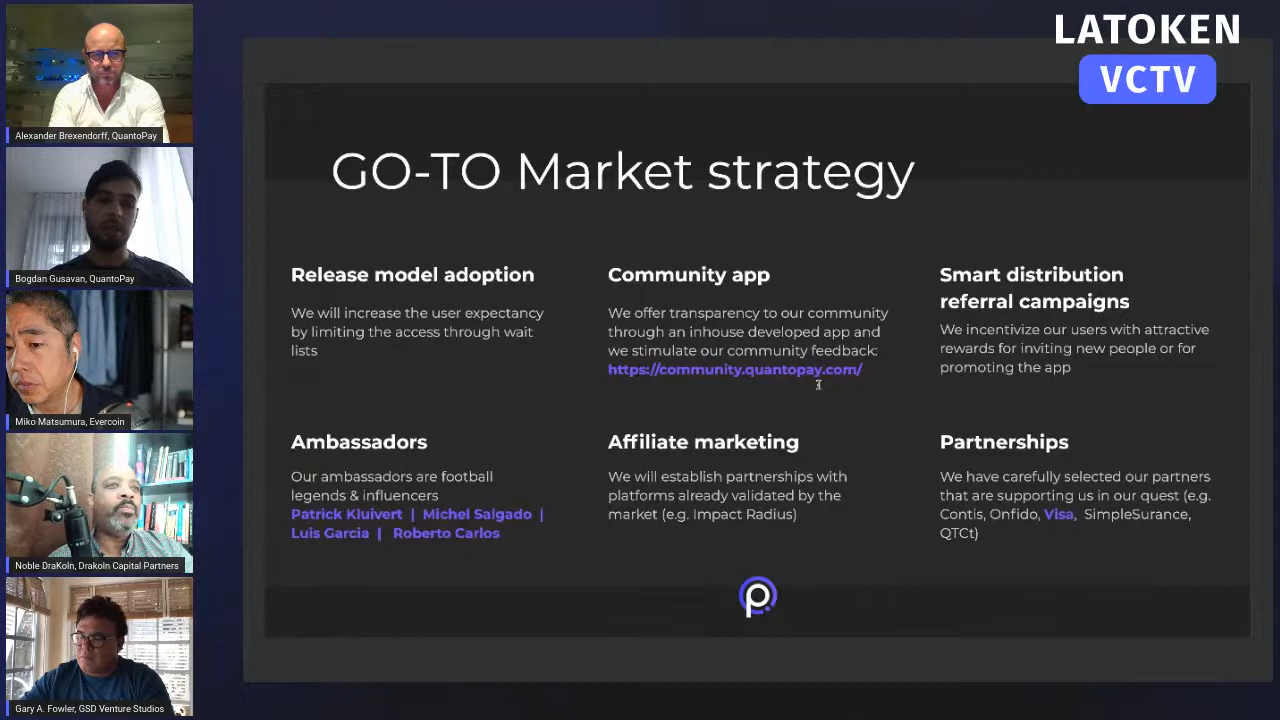 LATOKEN
VCTV
Alexander Brexendorff, QuantoPay
Bogdan Gusavan, QuantoPay
Miko Matsumura, Evercoin
Noble DraKoln, Drakoln Capital Partners
Gary A. Fowler, GSD Venture Studios
GO-TO Market strategy
Release model adoption
We will increase the user expectancy
by limiting the access through wait
lists
Community app
We offer transparency to our community
through an inhouse developed app and
we stimulate our community feedback:
https://community.quantopay.com/
Smart distribution
referral campaigns
We incentivize our users with attractive
rewards for inviting new people or for
promoting the app
Ambassadors
Our ambassadors are football
legends & influencers
Patrick Kluivert | Michel Salgado |
Luis Garcia | Roberto Carlos
Affiliate marketing
We will establish partnerships with
platforms already validated by the
market (e.g. Impact Radius)
Partnerships
We have carefully selected our partners
that are supporting us in our quest (e.g.
Contis, Onfido, Visa, SimpleSurance,
QTCt)